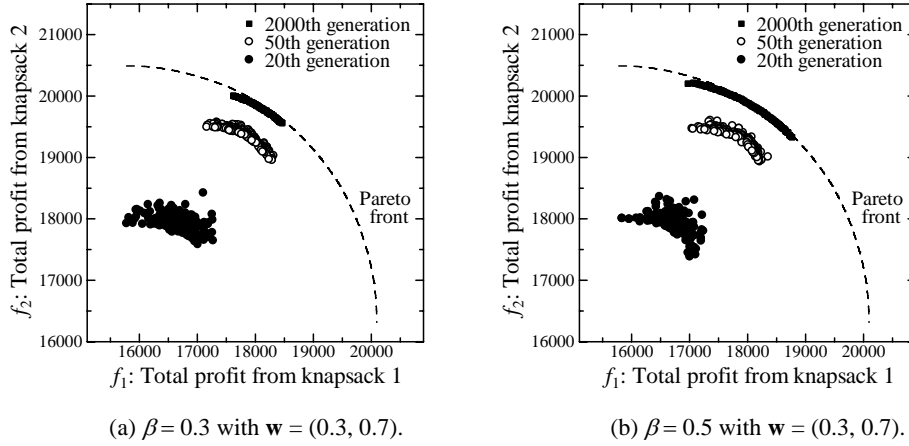 2000th generation
50th generation
20th generation
21000
20000
19000
18000
17000
16000
f2: Total profit from knapsack 2
Pareto
front
16000 17000 18000 19000 20000
f1: Total profit from knapsack 1
(a) β = 0.3 with w = (0.3, 0.7).
2000th generation
50th generation
20th generation
21000
20000
19000
18000
17000
16000
f2: Total profit from knapsack 2
Pareto
front
16000 17000 18000 19000 20000
f1: Total profit from knapsack 1
(b) β = 0.5 with w = (0.3, 0.7).